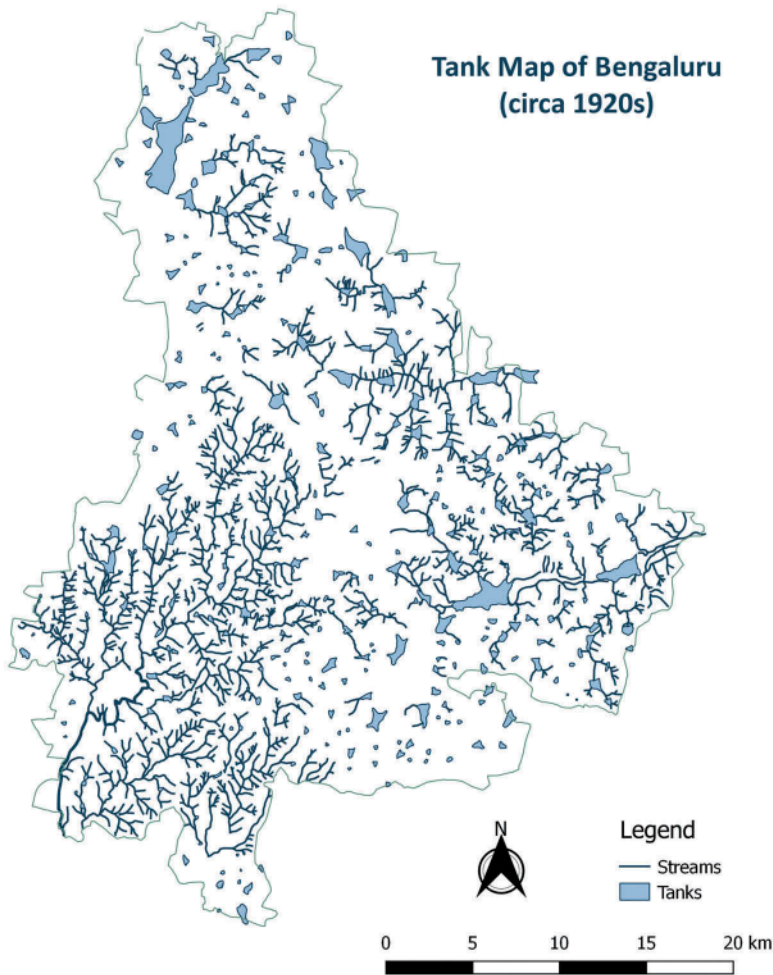 Tank Map of Bengaluru
(circa 1920s)
N
Legend
Streams
Tanks
0 5 10 15 20 km